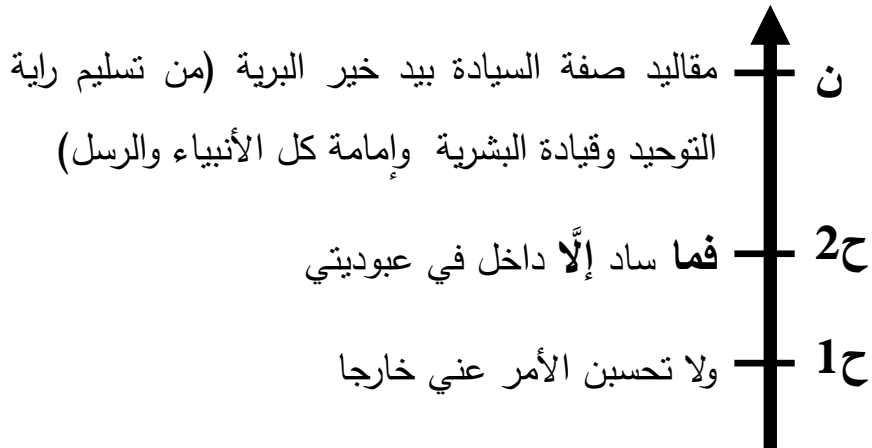 ن مقاليد صفة السيادة بيد خير البرية (من تسليم راية
التوحيد وقيادة البشرية وإمامة كل الأنبياء والرسل)
ح2 فما ساد إلَّا داخل في عبوديتي
ح1 ولا تحسبن الأمر عني خارجا